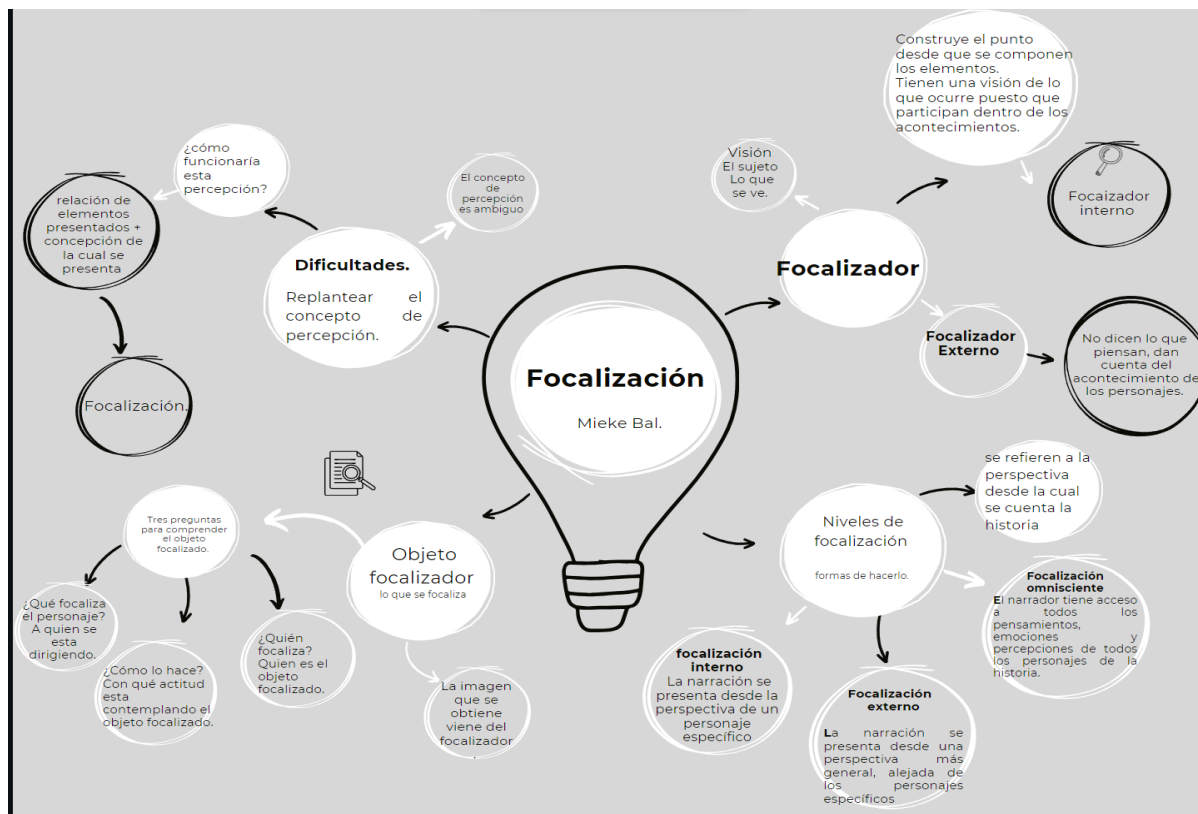 Focalización
Mieke Bal.
Dificultades.
Replantear el
concepto de
percepción.
El concepto
de
percepción
es ambiguo
¿cómo
funcionaría
esta
percepción?
relación de
elementos
presentados +
concepción de
la cual se
presenta
Focalización.
Focalizador
Visión
El sujeto
Lo que
se ve.
Construye el punto
desde que se componen
los elementos.
Tienen una visión de lo
que ocurre puesto que
participan dentro de los
acontecimientos.
Focaizador
interno
Focalizador
Externo
No dicen lo que
piensan, dan
cuenta del
acontecimiento de
los personajes.
Objeto
focalizador
lo que se focaliza
Tres preguntas
para comprender
el objeto
focalizado.
¿Qué focaliza
él personaje?
A quien se
esta
dirigiendo.
¿Cómo lo hace?
Con qué actitud
esta
contemplando el
objeto focalizado.
¿Quién
focaliza?
Quien es el
objeto
focalizado.
La imagen
que se
obtiene
viene del
focalizador
.
Niveles de
focalización
formas de hacerlo.
se refieren a la
perspectiva
desde la cual
se cuenta la
historia
Focalización
omnisciente
El narrador tiene acceso
a todos los
pensamientos,
emociones y
percepciones de todos
los personajes de la
historia.
focalización
interno
La narración se
presenta desde la
perspectiva de un
personaje
específico
Focalización
externo
La narración se
presenta desde una
perspectiva más
general, alejada de
los personajes
específicos